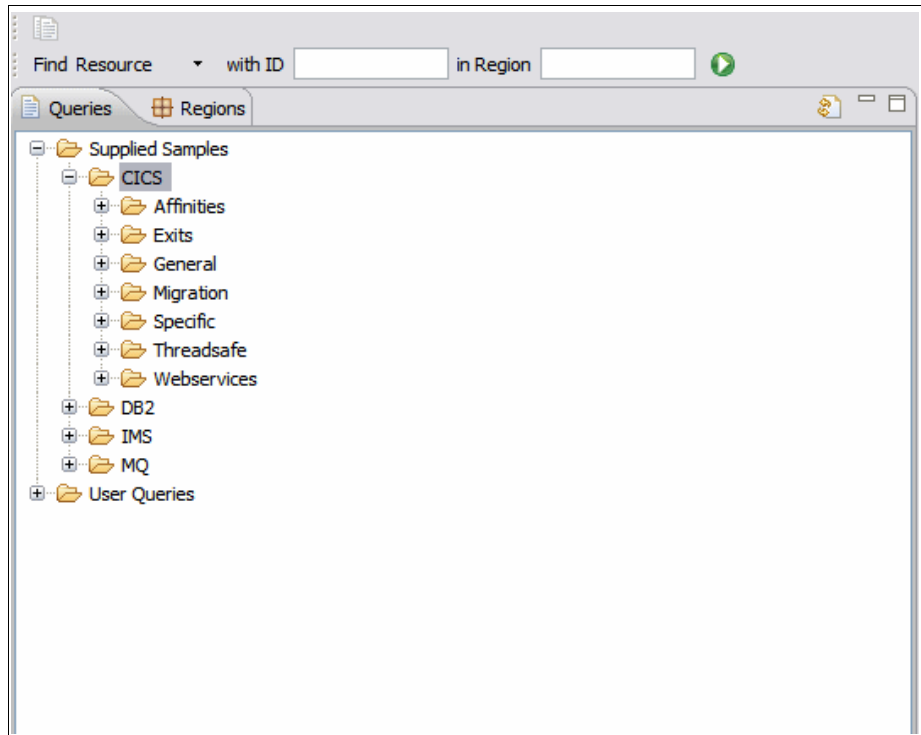 Find Resource with ID in Region
Queries Regions
Supplied Samples
CICS
Affinities
Exits
General
Migration
Specific
Threadsafe
Webservices
DB2
IMS
MQ
User Queries